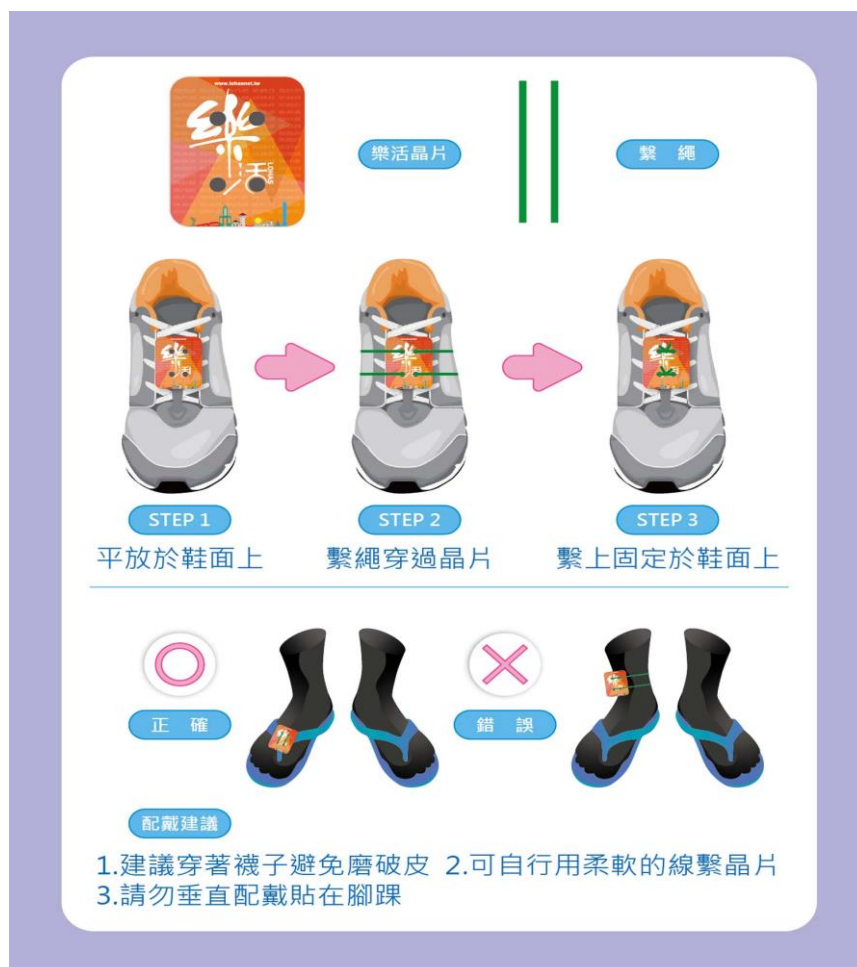 www.lohasnet.tw
樂活
LOHAS
樂活晶片
繫 繩
STEP 1
STEP 2
STEP 3
平放於鞋面上
繫繩穿過晶片
繫上固定於鞋面上
正 確
錯 誤
配戴建議
1.建議穿著襪子避免磨破皮 2.可自行用柔軟的線繫晶片
3.請勿垂直配戴貼在腳踝